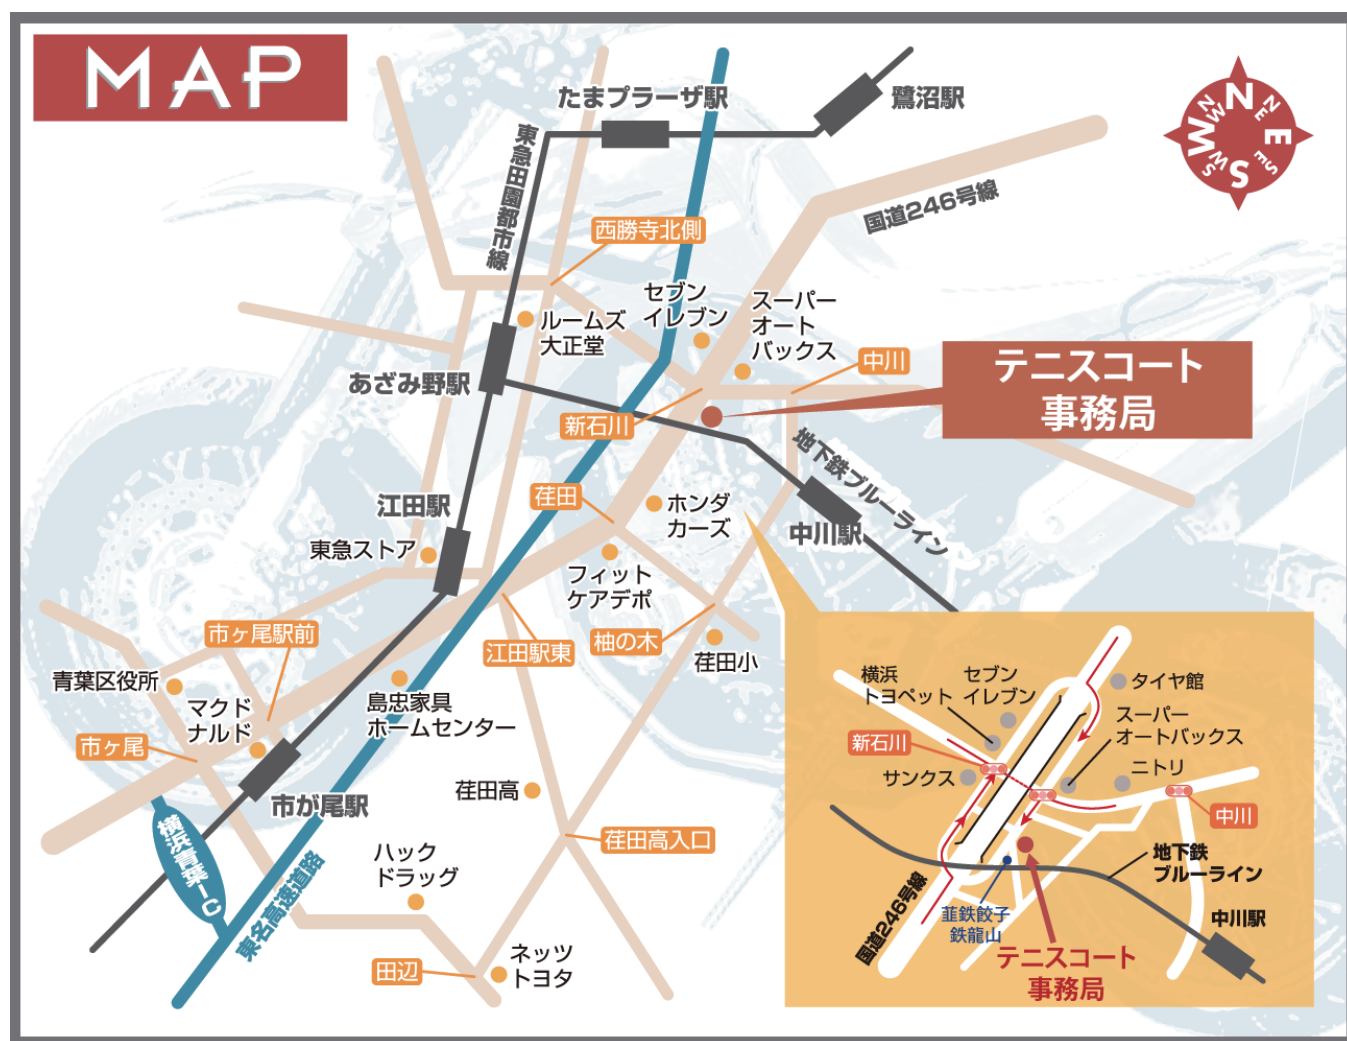 MAP
たまプラーザ駅
鷺沼駅
N
NE
E
SE
S
SW
W
NW
東急田園都市線
国道246号線
西勝寺北側
セブン
イレブン
スーパー
オート
バックス
ルームズ
大正堂
中川
テニスコート
事務局
あざみ野駅
新石川
地下鉄ブルーライン
江田駅
荏田
ホンダ
カーズ
中川駅
東急ストア
フィット
ケアデポ
市ヶ尾駅前
江田駅東
柚の木
荏田小
青葉区役所
マクド
ナルド
島忠家具
ホームセンター
市ヶ尾
市が尾駅
荏田高
荏田高入口
横浜青葉IC
ハック
ドラッグ
東名高速道路
田辺
ネッツ
トヨタ
横浜
トヨペット
セブン
イレブン
タイヤ館
スーパー
オートバックス
新石川
サンクス
ニトリ
中川
地下鉄
ブルーライン
国道246号線
韮鉄餃子
鉄龍山
中川駅
テニスコート
事務局